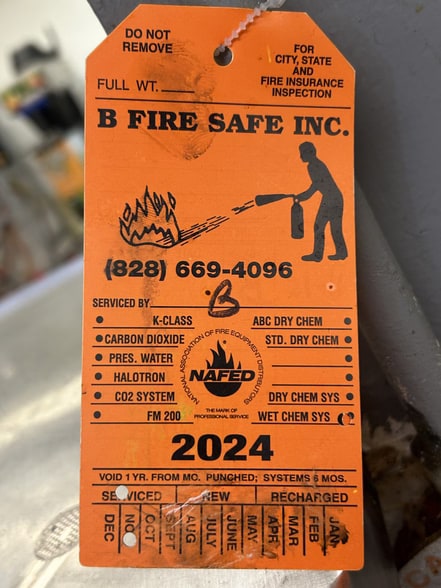 DO NOT
REMOVE
FOR
CITY, STATE
AND
FIRE INSURANCE
INSPECTION
FULL WT.
B FIRE SAFE INC.
(828) 669-4096
SERVICED BY B
K-CLASS
CARBON DIOXIDE
PRES. WATER
HALOTRON
CO2 SYSTEM
FM 200
NATIONAL ASSOCIATION OF FIRE EQUIPMENT DISTRIBUTORS
NAFED
THE MARK OF
PROFESSIONAL SERVICE
ABC DRY CHEM
STD. DRY CHEM
DRY CHEM SYS
WET CHEM SYS
2024
VOID 1 YR. FROM MO. PUNCHED; SYSTEMS 6 MOS.
SERVICED NEW RECHARGED
DEC NOV OCT SEPT AUG JULY JUNE MAY APR MAR FEB JAN